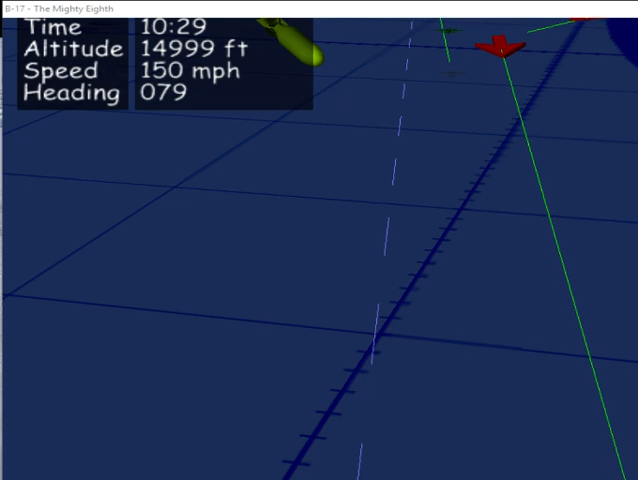 B-17 - The Mighty Eighth
Time 10:29
Altitude 14999 ft
Speed 150 mph
Heading 079